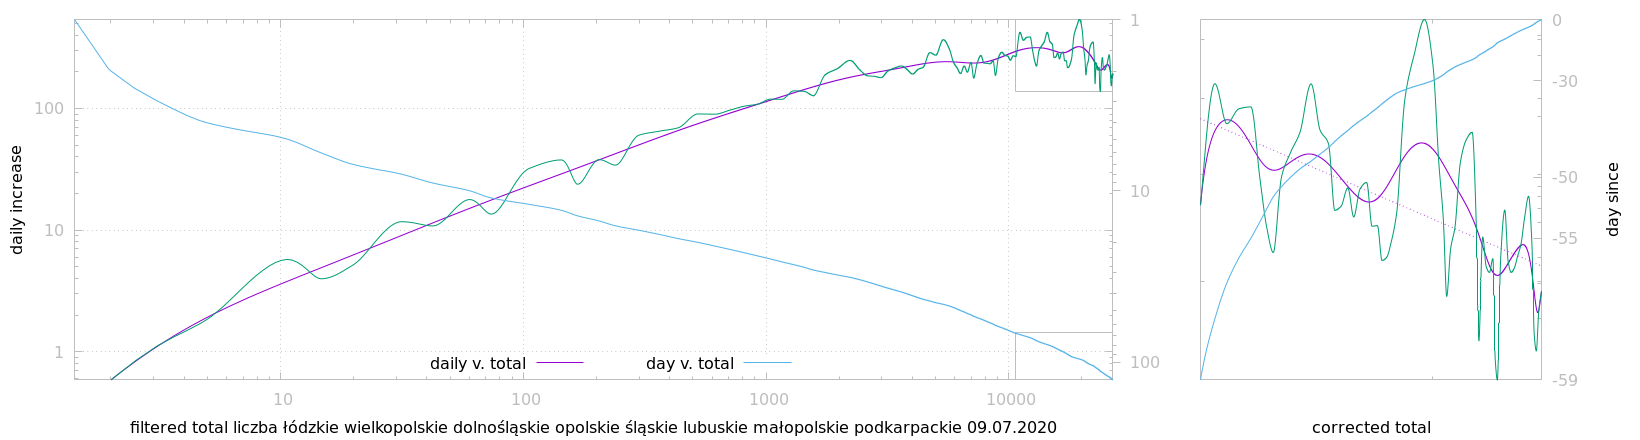 daily increase
100
10
1
1
10
100
daily v. total
day v. total
10
100
1000
10000
filtered total liczba łódzkie wielkopolskie dolnośląskie opolskie śląskie lubuskie małopolskie podkarpackie 09.07.2020
0
-30
-50
-55
-59
day since
corrected total